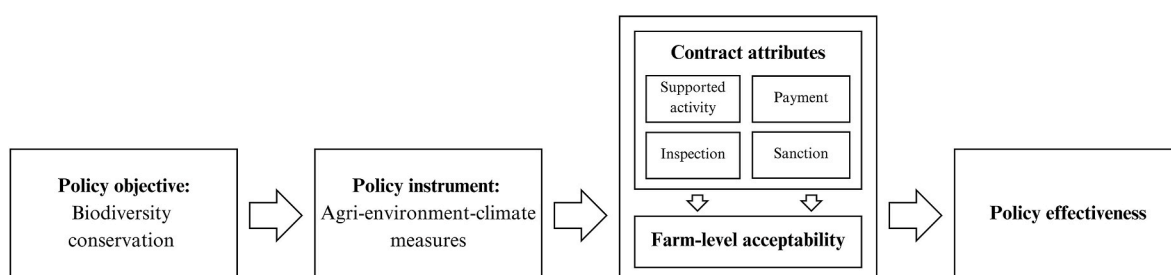 Policy objective:
Biodiversity
conservation
Policy instrument:
Agri-environment-climate
measures
Contract attributes
Supported
activity
Payment
Inspection
Sanction
Farm-level acceptability
Policy effectiveness